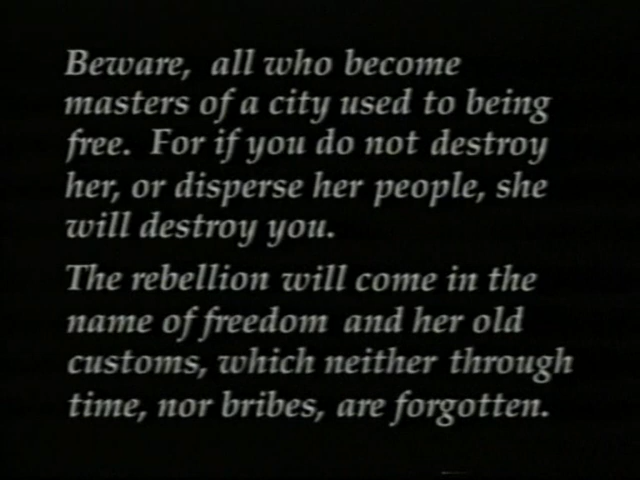 Beware, all who become
masters of a city used to being
free. For if you do not destroy
her, or disperse her people, she
will destroy you.
The rebellion will come in the
name of freedom and her old
customs, which neither through
time, nor bribes, are forgotten.